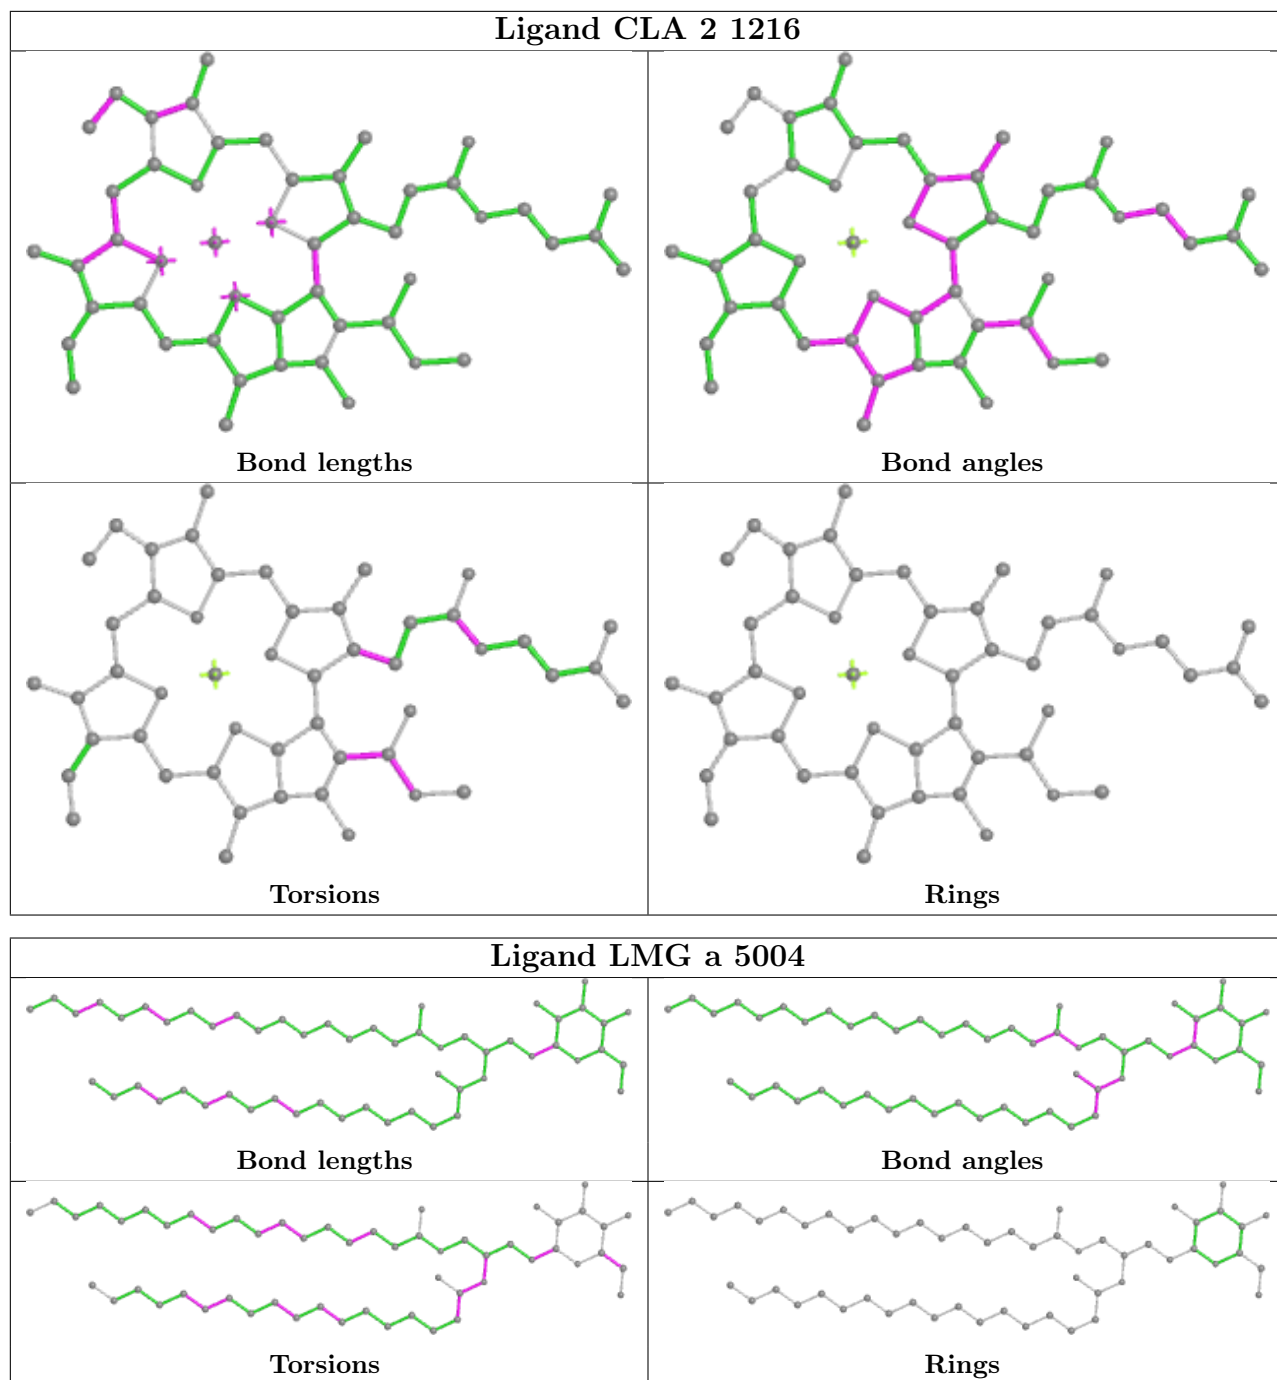 Ligand CLA 2 1216
Bond lengths
Bond angles
Torsions
Rings
Ligand LMG a 5004
Bond lengths
Bond angles
Torsions
Rings